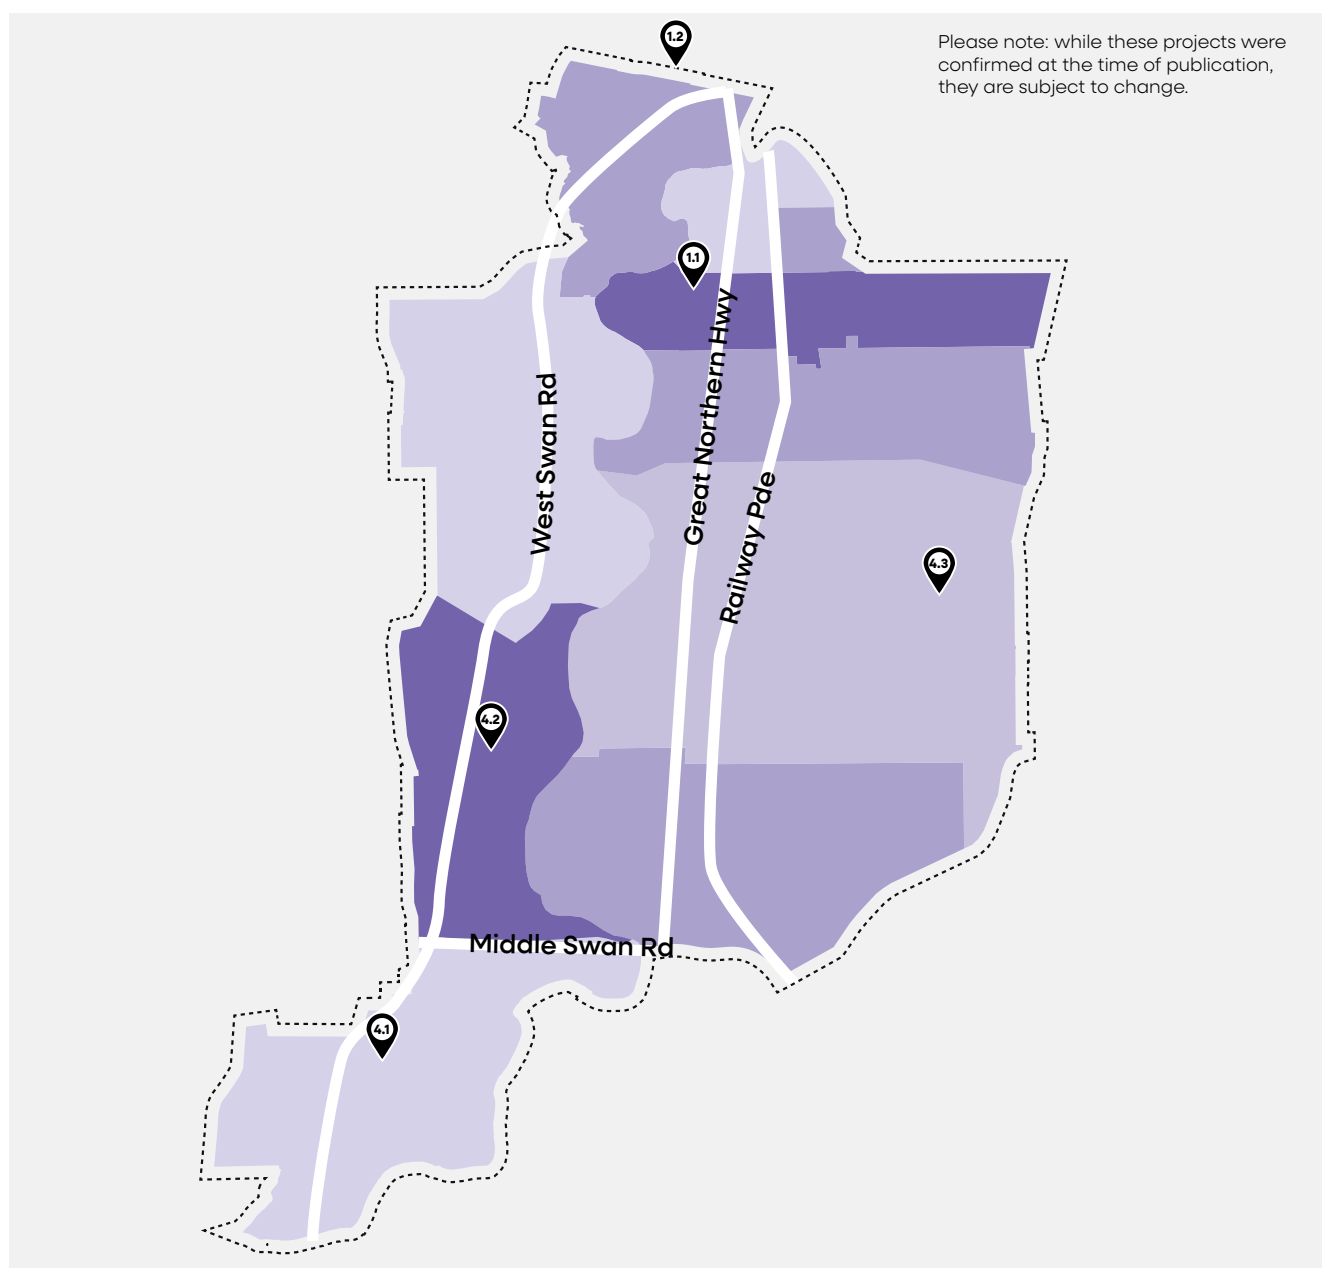 1.2
Please note: while these projects were
confirmed at the time of publication,
they are subject to change.
1.1
Great Northern Hwy
West Swan Rd
Railway Pde
4.3
4.2
Middle Swan Rd
4.1